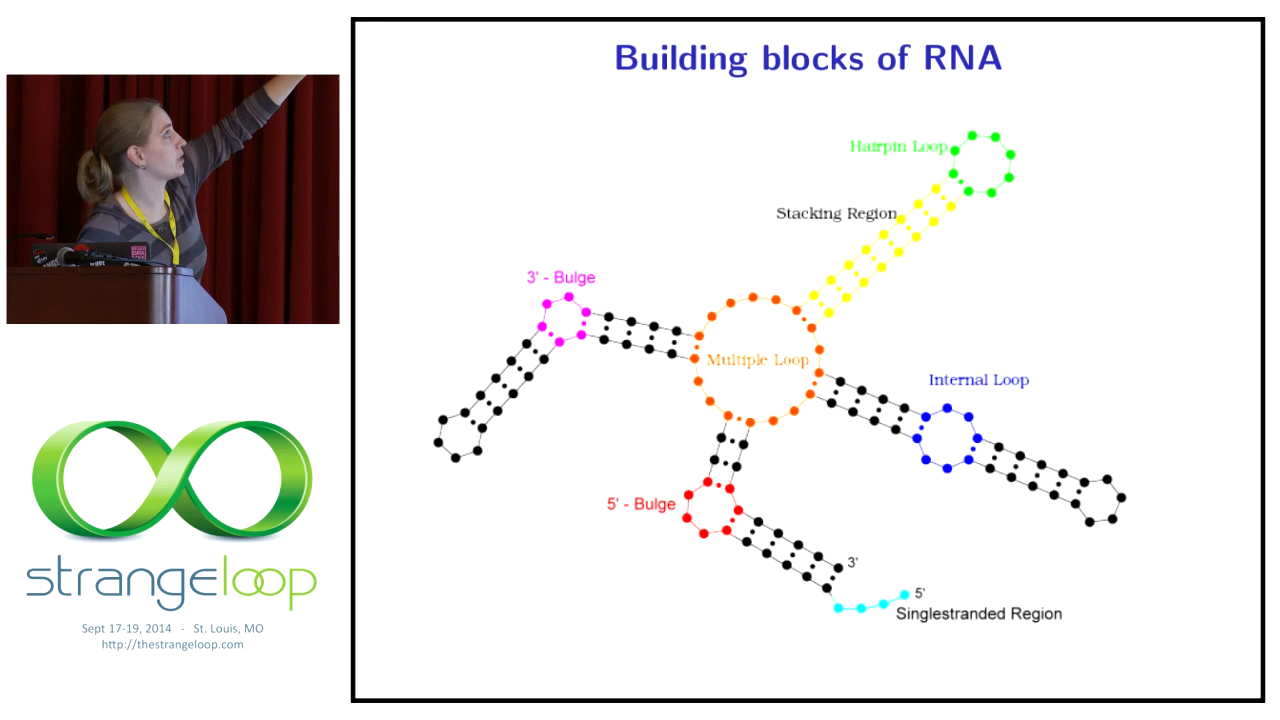 Building blocks of RNA
Hairpin Loop
Stacking Region
3' - Bulge
Multiple Loop
Internal Loop
5' - Bulge
3'
5'
Singlestranded Region
strangeloop
Sept 17-19, 2014 - St. Louis, MO
http://thestrangeloop.com